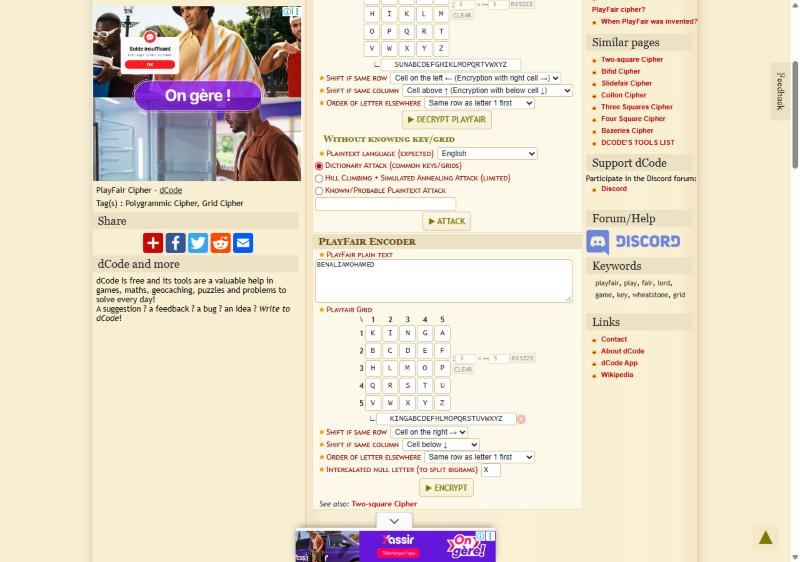 Solde insuffisant
OK
On gère !
PlayFair Cipher - dCode
Tag(s) : Polygrammic Cipher, Grid Cipher
Share
dCode and more
dCode is free and its tools are a valuable help in
games, maths, geocaching, puzzles and problems to
solve every day!
A suggestion ? a feedback ? a bug ? an idea ? Write to
dCode!
H I K L M
O P Q R T
V W X Y Z
5 × ↔ 5 RESIZE
CLEAR
SUNABCDEFGHIKLMOPQRTVWXYZ
★ SHIFT IF SAME ROW Cell on the left ← (Encryption with right cell →)
★ SHIFT IF SAME COLUMN Cell above ↑ (Encryption with below cell ↓)
★ ORDER OF LETTER ELSEWHERE Same row as letter 1 first
► DECRYPT PLAYFAIR
WITHOUT KNOWING KEY/GRID
★ PLAINTEXT LANGUAGE (EXPECTED) English
DICTIONARY ATTACK (COMMON KEYS/GRIDS)
HILL CLIMBING + SIMULATED ANNEALING ATTACK (LIMITED)
KNOWN/PROBABLE PLAINTEXT ATTACK
► ATTACK
PLAYFAIR ENCODER
★ PLAYFAIR PLAIN TEXT
BENALIAMOHAMED
★ PLAYFAIR GRID
\ 1 2 3 4 5
1 K I N G A
2 B C D E F
3 H L M O P
4 Q R S T U
5 V W X Y Z
5 × ↔ 5 RESIZE
CLEAR
KINGABCDEFHLMOPQRSTUVWXYZ
★ SHIFT IF SAME ROW Cell on the right →
★ SHIFT IF SAME COLUMN Cell below ↓
★ ORDER OF LETTER ELSEWHERE Same row as letter 1 first
★ INTERCALATED NULL LETTER (TO SPLIT BIGRAMS) X
► ENCRYPT
See also: Two-square Cipher
Yassir
On gère!
PlayFair cipher?
When PlayFair was invented?
Similar pages
Two-square Cipher
Bifid Cipher
Slidefair Cipher
Collon Cipher
Three Squares Cipher
Four Square Cipher
Bazeries Cipher
DCODE'S TOOLS LIST
Support dCode
Participate in the Discord forum:
Discord
Forum/Help
DISCORD
Keywords
playfair, play, fair, lord,
game, key, wheatstone, grid
Links
Contact
About dCode
dCode App
Wikipedia
Feedback